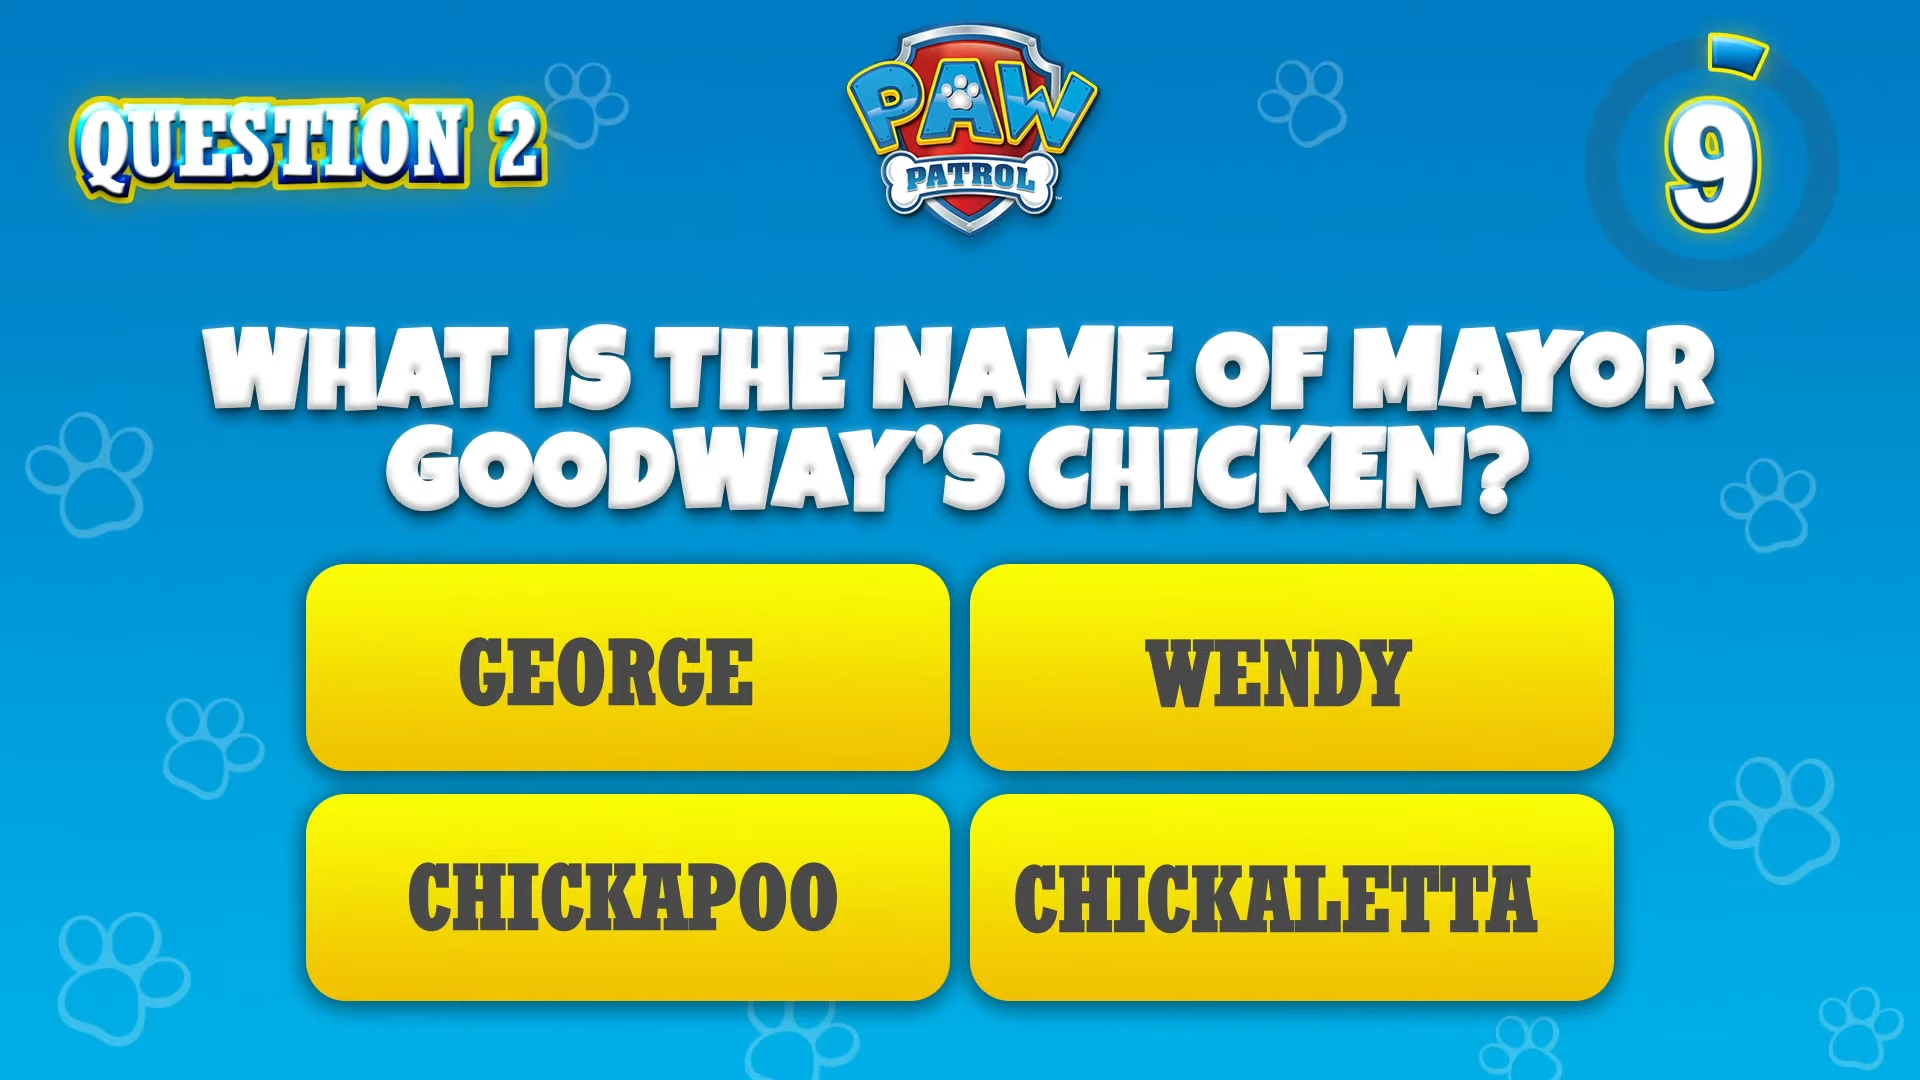 PAW
PATROL
QUESTION 2
9
WHAT IS THE NAME OF MAYOR
GOODWAY’S CHICKEN?
GEORGE
WENDY
CHICKAPOO
CHICKALETTA